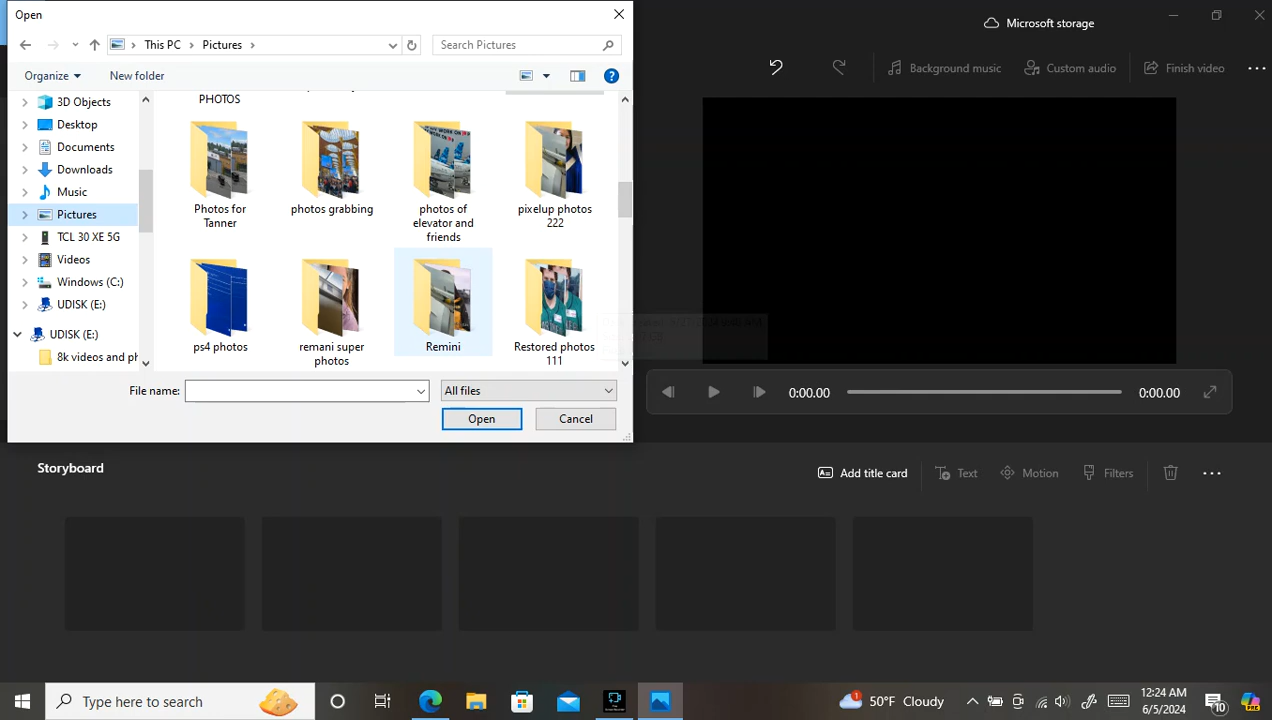 Open
Microsoft storage
This PC
Pictures
Search Pictures
Organize
New folder
Background music
Custom audio
Finish video
3D Objects
Desktop
Documents
Downloads
Music
Pictures
TCL 30 XE 5G
Videos
Windows (C:)
UDISK (E:)
UDISK (E:)
8k videos and ph
PHOTOS
Photos for
Tanner
photos grabbing
photos of
elevator and
friends
pixelup photos
222
ps4 photos
remani super
photos
Remini
Restored photos
111
File name:
All files
Open
Cancel
0:00.00
0:00.00
Storyboard
Add title card
Text
Motion
Filters
Type here to search
50°F Cloudy
12:24 AM
6/5/2024
10